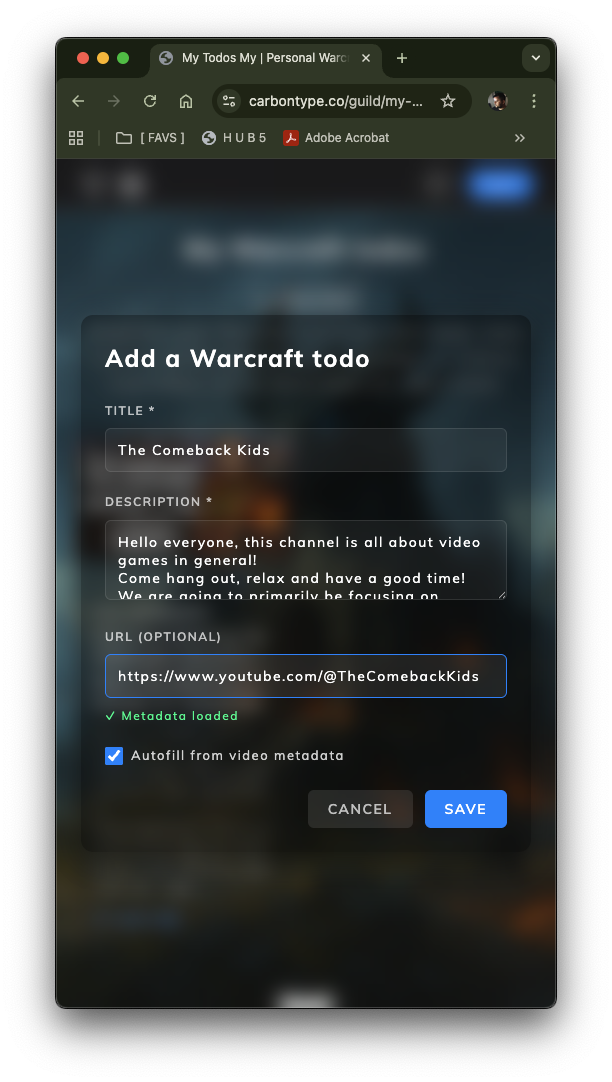 My Todos My | Personal Warc
carbontype.co/guild/my-...
[ FAVS ]
H U B 5
Adobe Acrobat
My Warcraft todos
Add a Warcraft todo
TITLE *
The Comeback Kids
DESCRIPTION *
Hello everyone, this channel is all about video
games in general!
Come hang out, relax and have a good time!
We are going to primarily be focusing on
URL (OPTIONAL)
https://www.youtube.com/@TheComebackKids
✓ Metadata loaded
Autofill from video metadata
CANCEL
SAVE